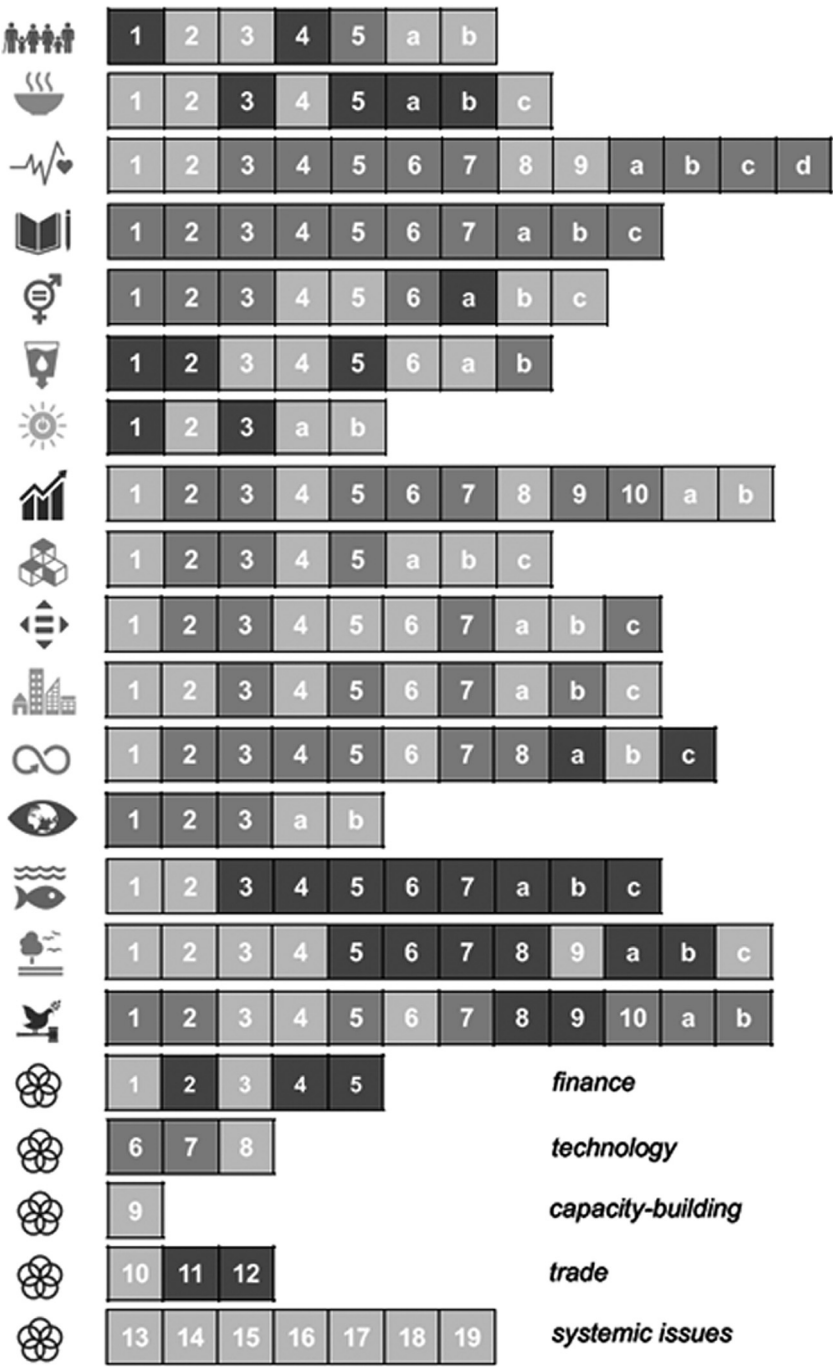 1 2 3 4 5 a b
1 2 3 4 5 a b c
1 2 3 4 5 6 7 8 9 a b c d
1 2 3 4 5 6 7 a b c
1 2 3 4 5 6 a b c
1 2 3 4 5 6 a b
1 2 3 a b
1 2 3 4 5 6 7 8 9 10 a b
1 2 3 4 5 a b c
1 2 3 4 5 6 7 a b c
1 2 3 4 5 6 7 a b c
1 2 3 4 5 6 7 8 a b c
1 2 3 a b
1 2 3 4 5 6 7 a b c
1 2 3 4 5 6 7 8 9 a b c
1 2 3 4 5 6 7 8 9 10 a b
1 2 3 4 5 finance
6 7 8 technology
9 capacity-building
10 11 12 trade
13 14 15 16 17 18 19 systemic issues